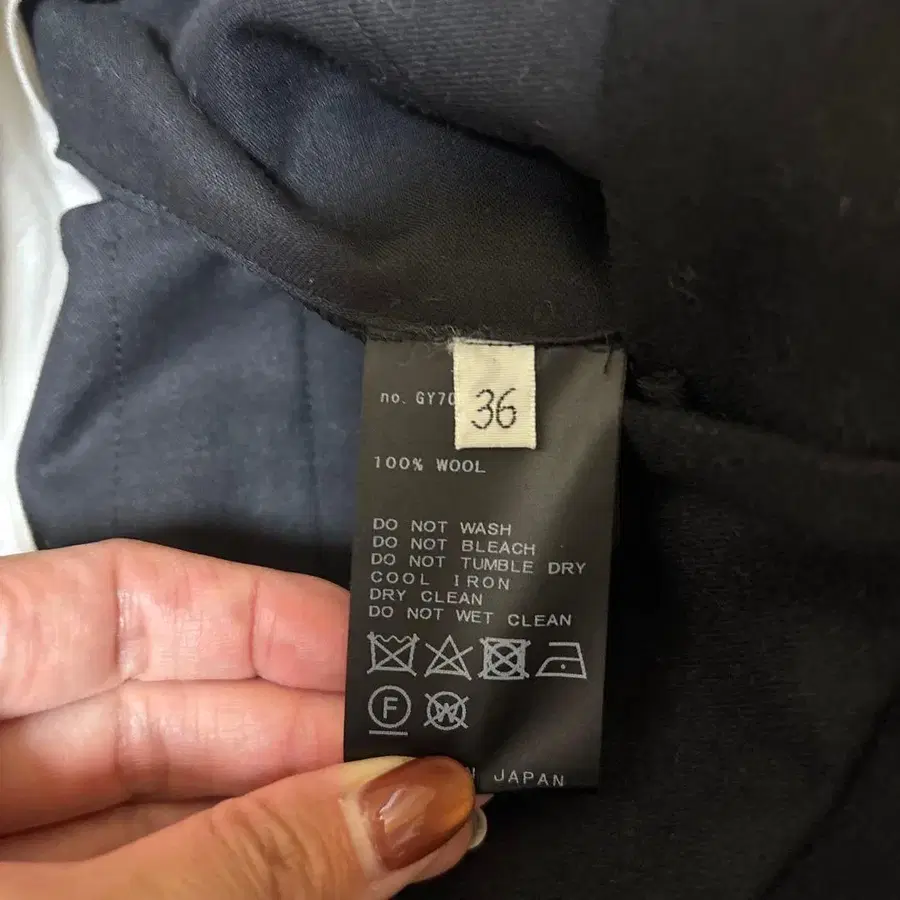 no. GY70
36
100% WOOL
DO NOT WASH
DO NOT BLEACH
DO NOT TUMBLE DRY
COOL IRON
DRY CLEAN
DO NOT WET CLEAN
F
W
JAPAN